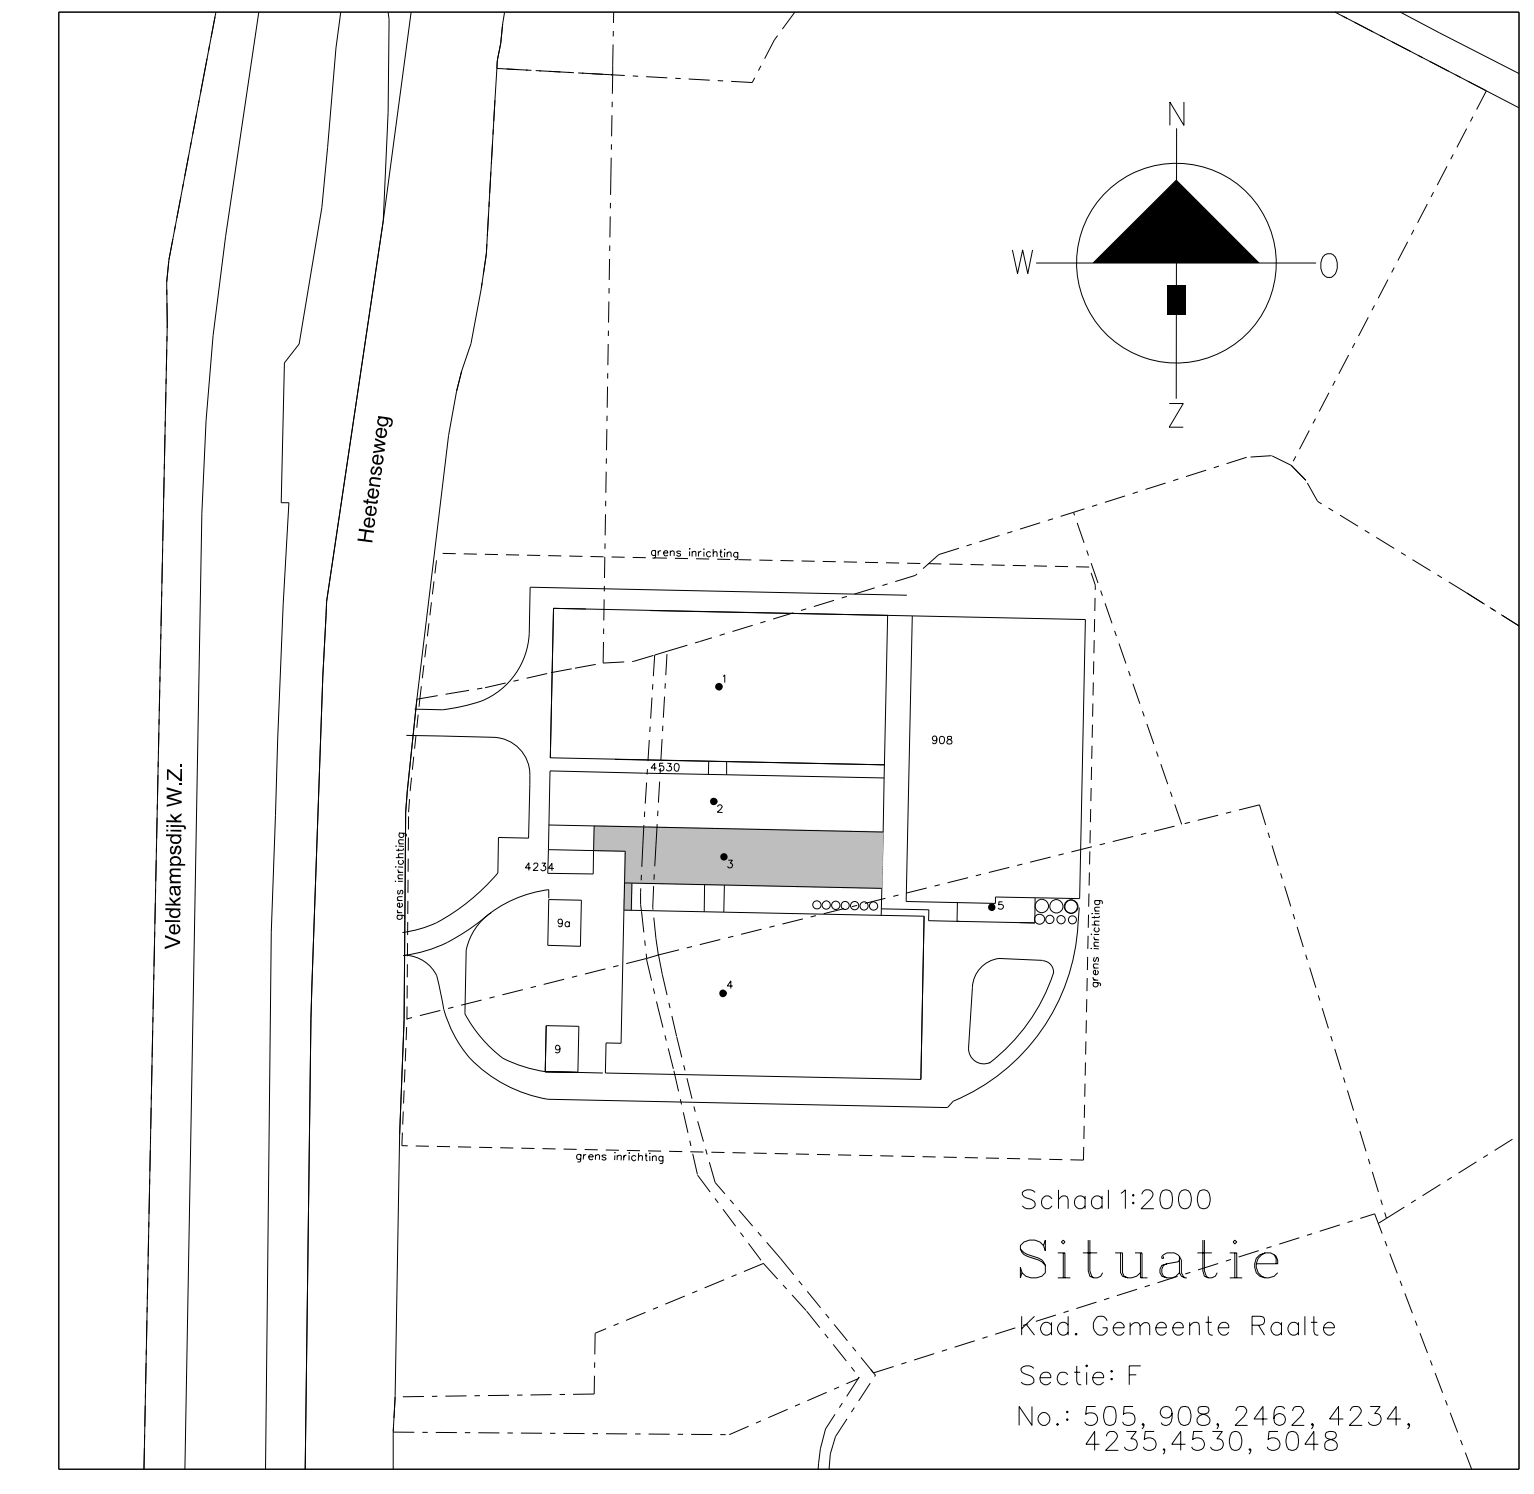 N
W
O
Z
Heetenseweg
Veldkampsdijk W.Z.
grens inrichting
1
908
4530
2
3
4234
grens inrichting
9a
5
grens inrichting
4
9
grens inrichting
Schaal 1:2000
Situatie
Kad. Gemeente Raalte
Sectie: F
No.: 505, 908, 2462, 4234,
4235,4530, 5048